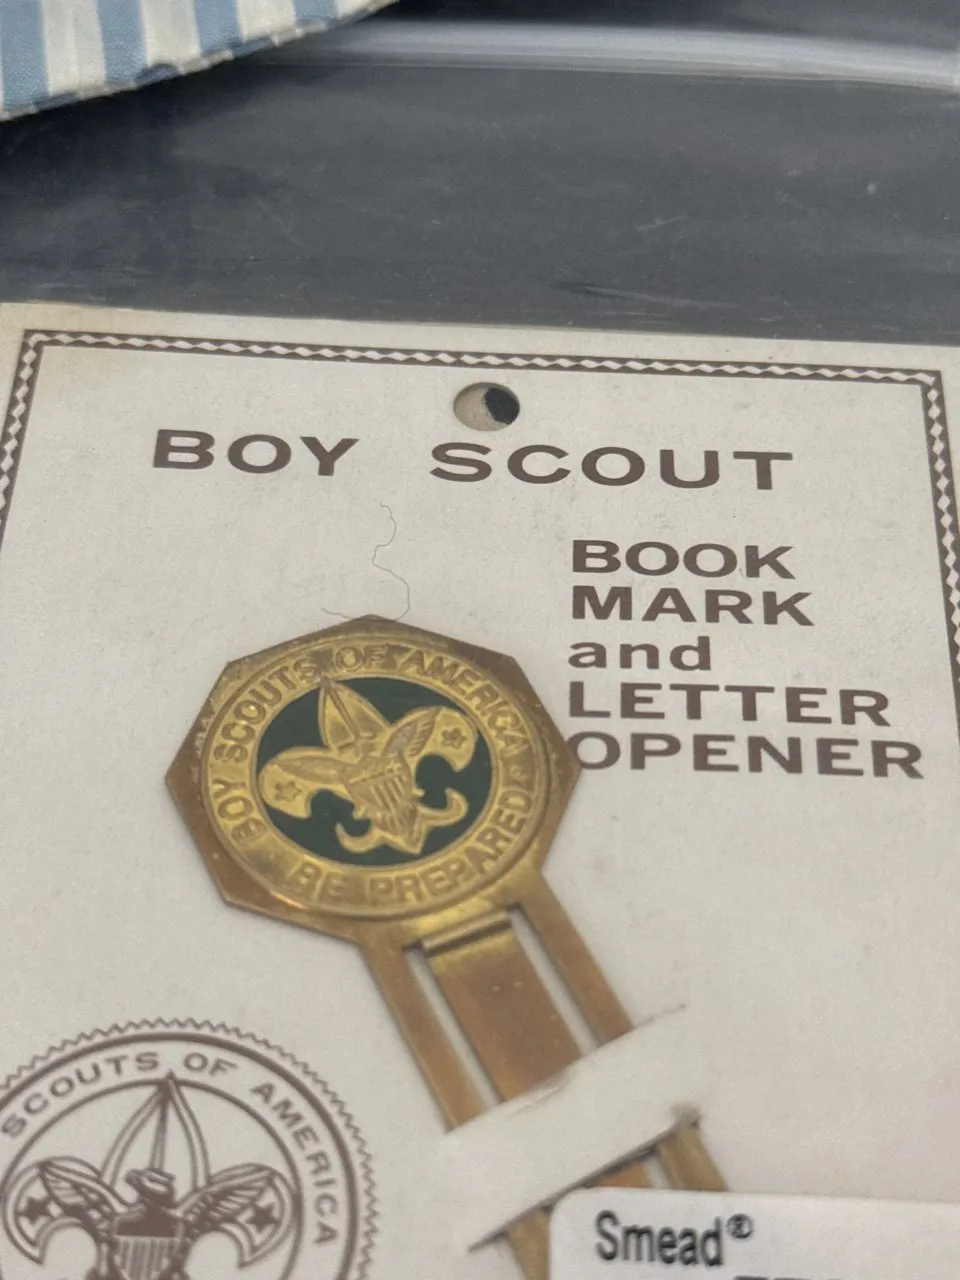 BOY SCOUT
BOOK
MARK
and
LETTER
OPENER
BOY SCOUTS OF AMERICA
BE PREPARED
SCOUTS OF AMERICA
Smead®